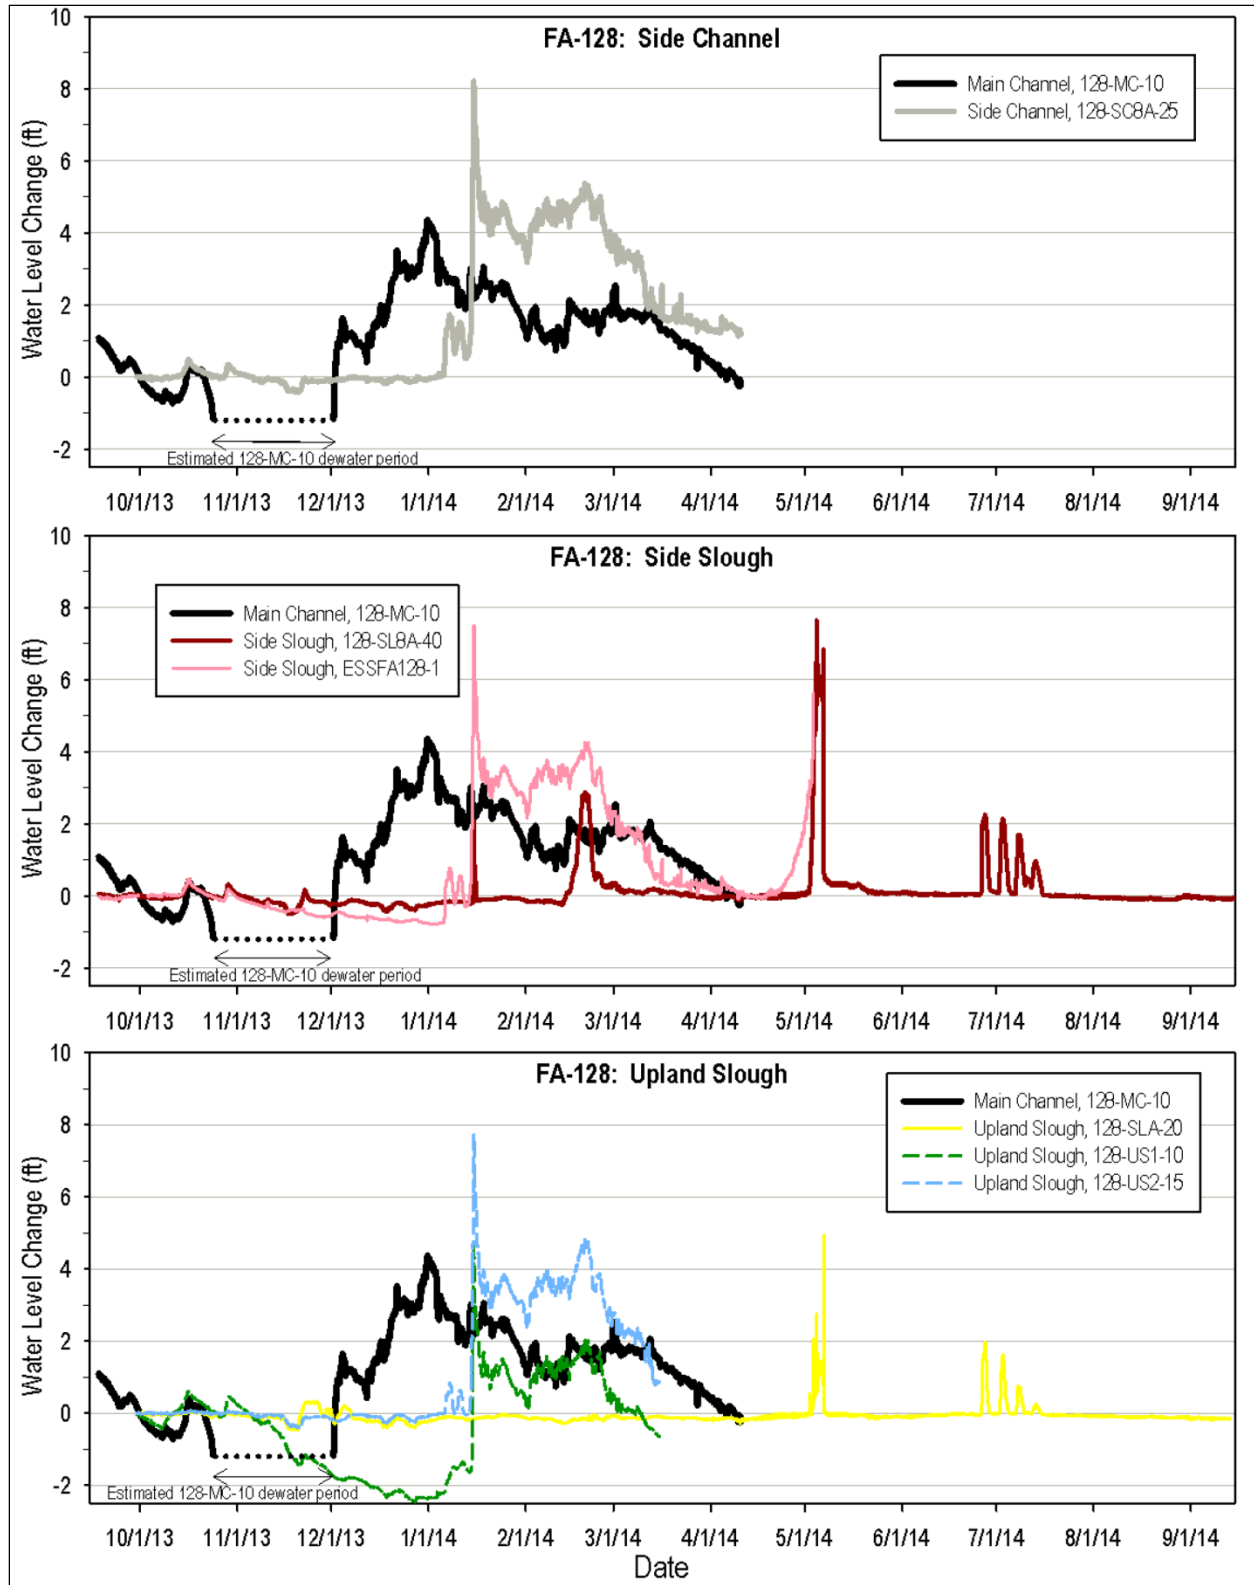 FA-128: Side Channel
Water Level Change (ft)
10
8
6
4
2
0
-2
Main Channel, 128-MC-10
Side Channel, 128-SC8A-25
Estimated 128-MC-10 dewater period
10/1/13 11/1/13 12/1/13 1/1/14 2/1/14 3/1/14 4/1/14 5/1/14 6/1/14 7/1/14 8/1/14 9/1/14
FA-128: Side Slough
Water Level Change (ft)
10
8
6
4
2
0
-2
Main Channel, 128-MC-10
Side Slough, 128-SL8A-40
Side Slough, ESSFA128-1
Estimated 128-MC-10 dewater period
10/1/13 11/1/13 12/1/13 1/1/14 2/1/14 3/1/14 4/1/14 5/1/14 6/1/14 7/1/14 8/1/14 9/1/14
FA-128: Upland Slough
Water Level Change (ft)
10
8
6
4
2
0
-2
Main Channel, 128-MC-10
Upland Slough, 128-SLA-20
Upland Slough, 128-US1-10
Upland Slough, 128-US2-15
Estimated 128-MC-10 dewater period
10/1/13 11/1/13 12/1/13 1/1/14 2/1/14 3/1/14 4/1/14 5/1/14 6/1/14 7/1/14 8/1/14 9/1/14
Date